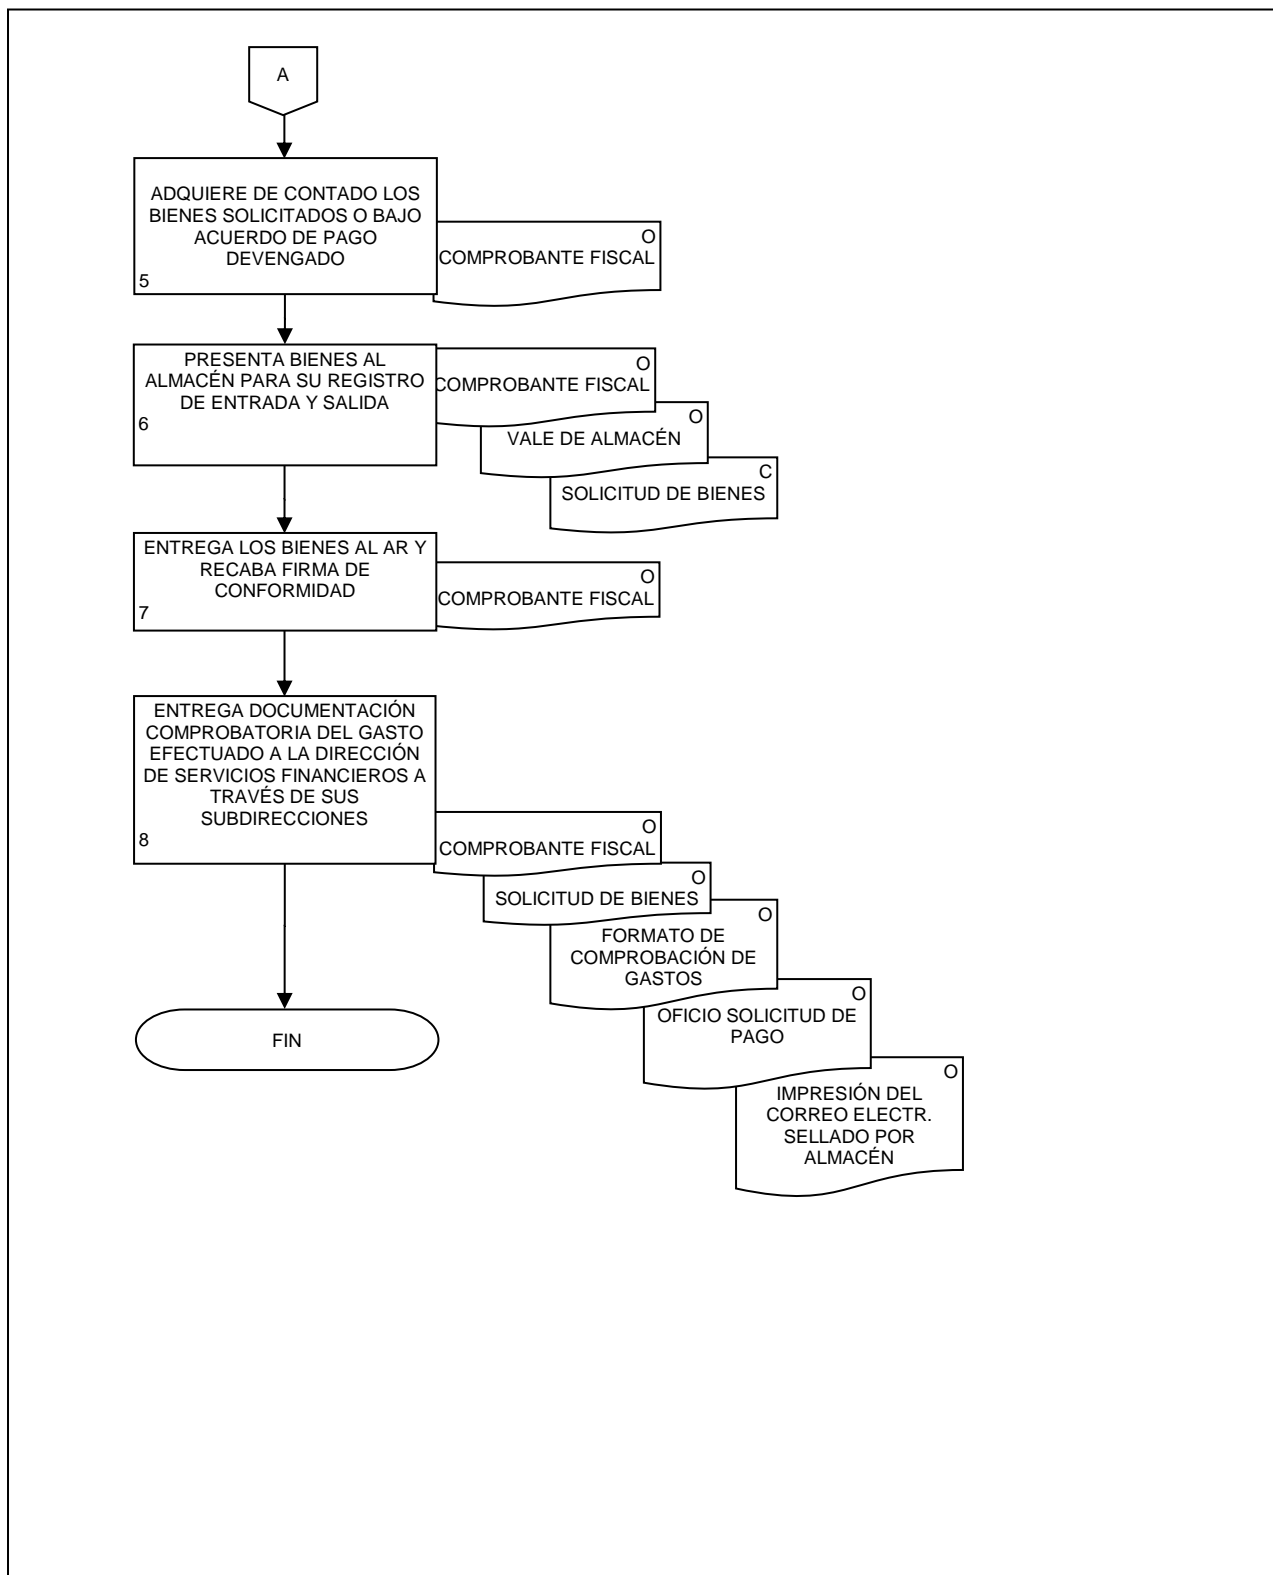 A
ADQUIERE DE CONTADO LOS
BIENES SOLICITADOS O BAJO
ACUERDO DE PAGO
DEVENGADO
5
O
COMPROBANTE FISCAL
PRESENTA BIENES AL
ALMACÉN PARA SU REGISTRO
DE ENTRADA Y SALIDA
6
O
COMPROBANTE FISCAL
O
VALE DE ALMACÉN
C
SOLICITUD DE BIENES
ENTREGA LOS BIENES AL AR Y
RECABA FIRMA DE
CONFORMIDAD
7
O
COMPROBANTE FISCAL
ENTREGA DOCUMENTACIÓN
COMPROBATORIA DEL GASTO
EFECTUADO A LA DIRECCIÓN
DE SERVICIOS FINANCIEROS A
TRAVÉS DE SUS
SUBDIRECCIONES
8
O
COMPROBANTE FISCAL
O
SOLICITUD DE BIENES
O
FORMATO DE
COMPROBACIÓN DE
GASTOS
O
OFICIO SOLICITUD DE
PAGO
O
IMPRESIÓN DEL
CORREO ELECTR.
SELLADO POR
ALMACÉN
FIN